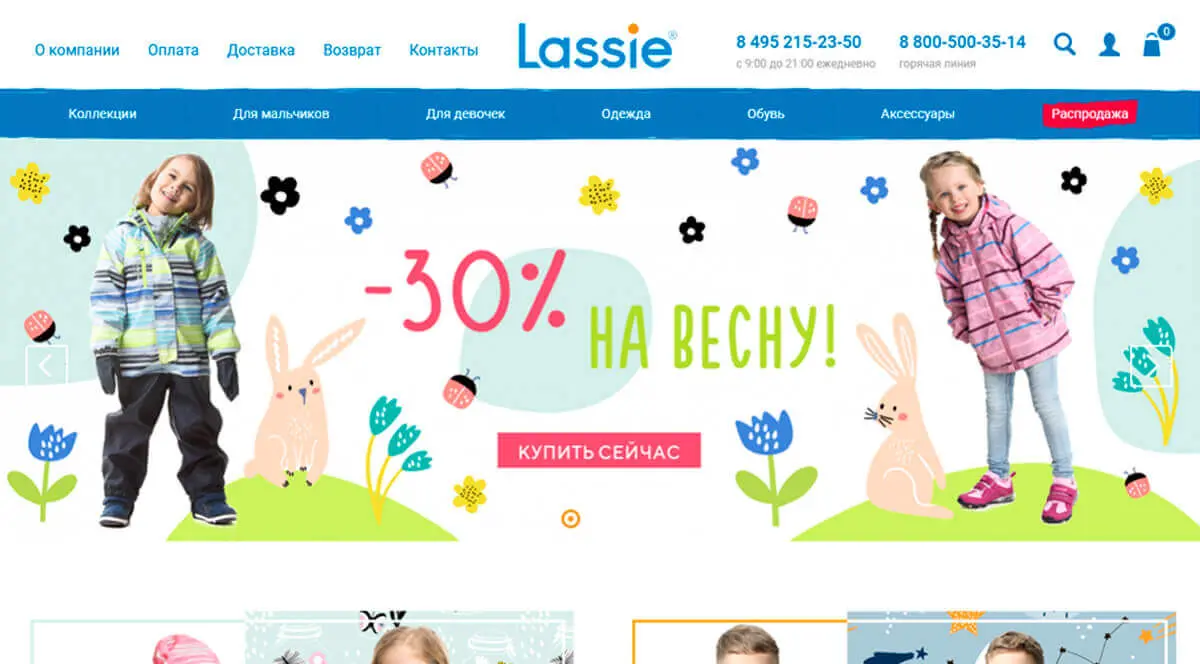 О компании
Оплата
Доставка
Возврат
Контакты
Lassie®
8 495 215-23-50
с 9:00 до 21:00 ежедневно
8 800-500-35-14
горячая линия
0
Коллекции
Для мальчиков
Для девочек
Одежда
Обувь
Аксессуары
Распродажа
-30%
НА ВЕСНУ!
КУПИТЬ СЕЙЧАС